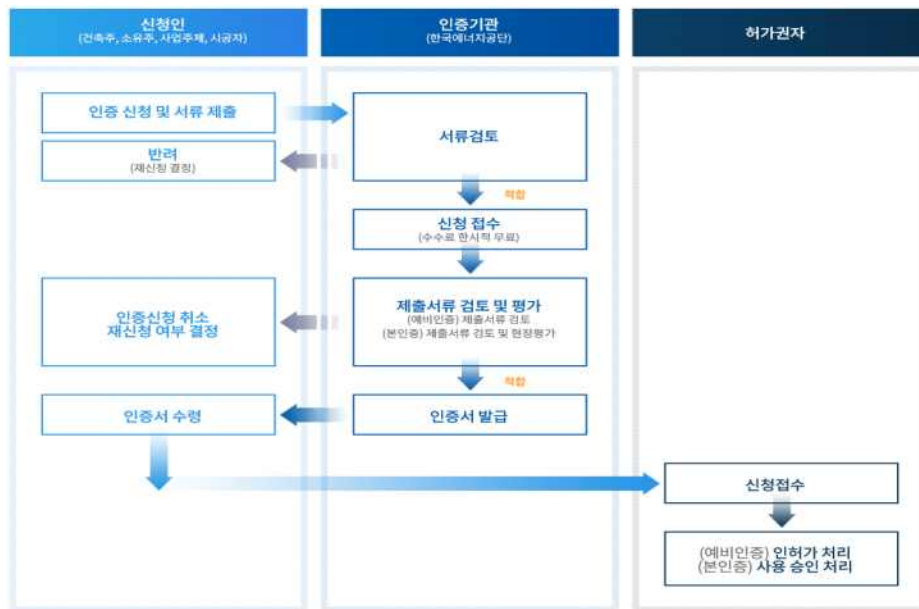 신청인
(건축주, 소유주, 사업주체, 시공자)
인증기관
(한국에너지공단)
허가권자
인증 신청 및 서류 제출
서류검토
반려
(재신청 결정)
적합
신청 접수
(수수료 한시적 무료)
제출서류 검토 및 평가
(예비인증) 제출서류 검토
(본인증) 제출서류 검토 및 현장평가
인증신청 취소
재신청 여부 결정
적합
인증서 수령
인증서 발급
신청접수
(예비인증) 인허가 처리
(본인증) 사용 승인 처리